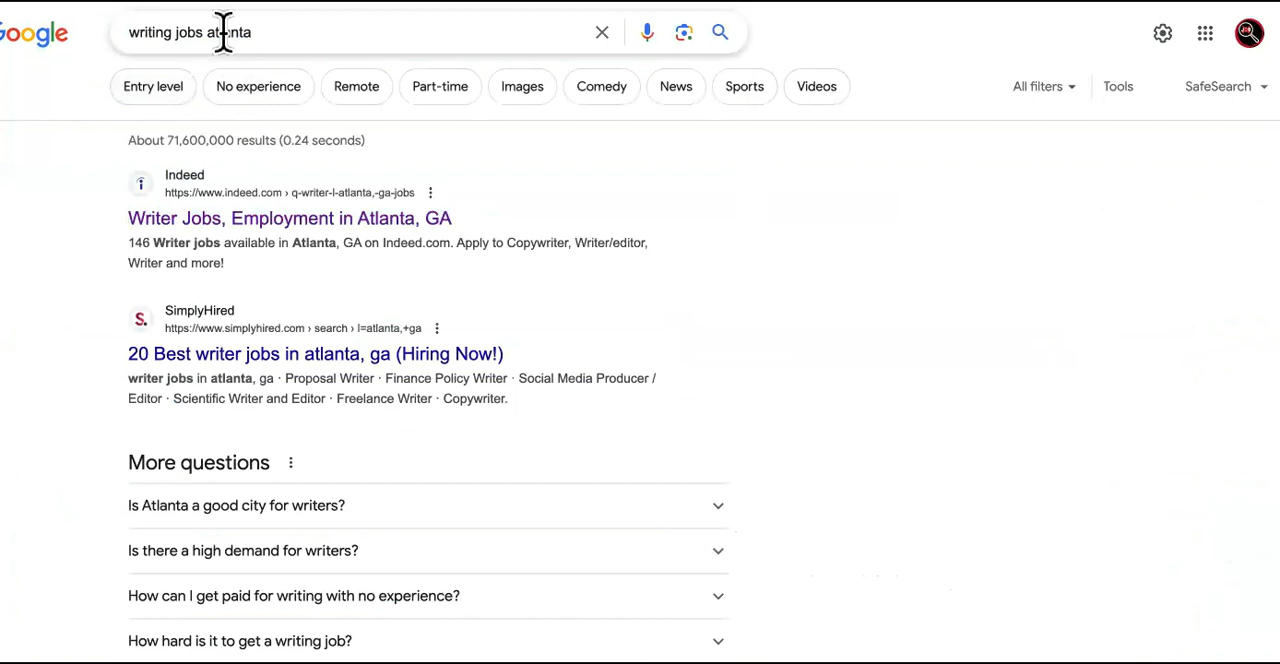 Google
writing jobs atlanta
Entry level No experience Remote Part-time Images Comedy News Sports Videos All filters Tools SafeSearch
About 71,600,000 results (0.24 seconds)
Indeed
https://www.indeed.com › q-writer-l-atlanta,-ga-jobs
Writer Jobs, Employment in Atlanta, GA
146 Writer jobs available in Atlanta, GA on Indeed.com. Apply to Copywriter, Writer/editor,
Writer and more!
S.
SimplyHired
https://www.simplyhired.com › search › l=atlanta,+ga
20 Best writer jobs in atlanta, ga (Hiring Now!)
writer jobs in atlanta, ga · Proposal Writer · Finance Policy Writer · Social Media Producer /
Editor · Scientific Writer and Editor · Freelance Writer · Copywriter.
More questions
Is Atlanta a good city for writers?
Is there a high demand for writers?
How can I get paid for writing with no experience?
How hard is it to get a writing job?